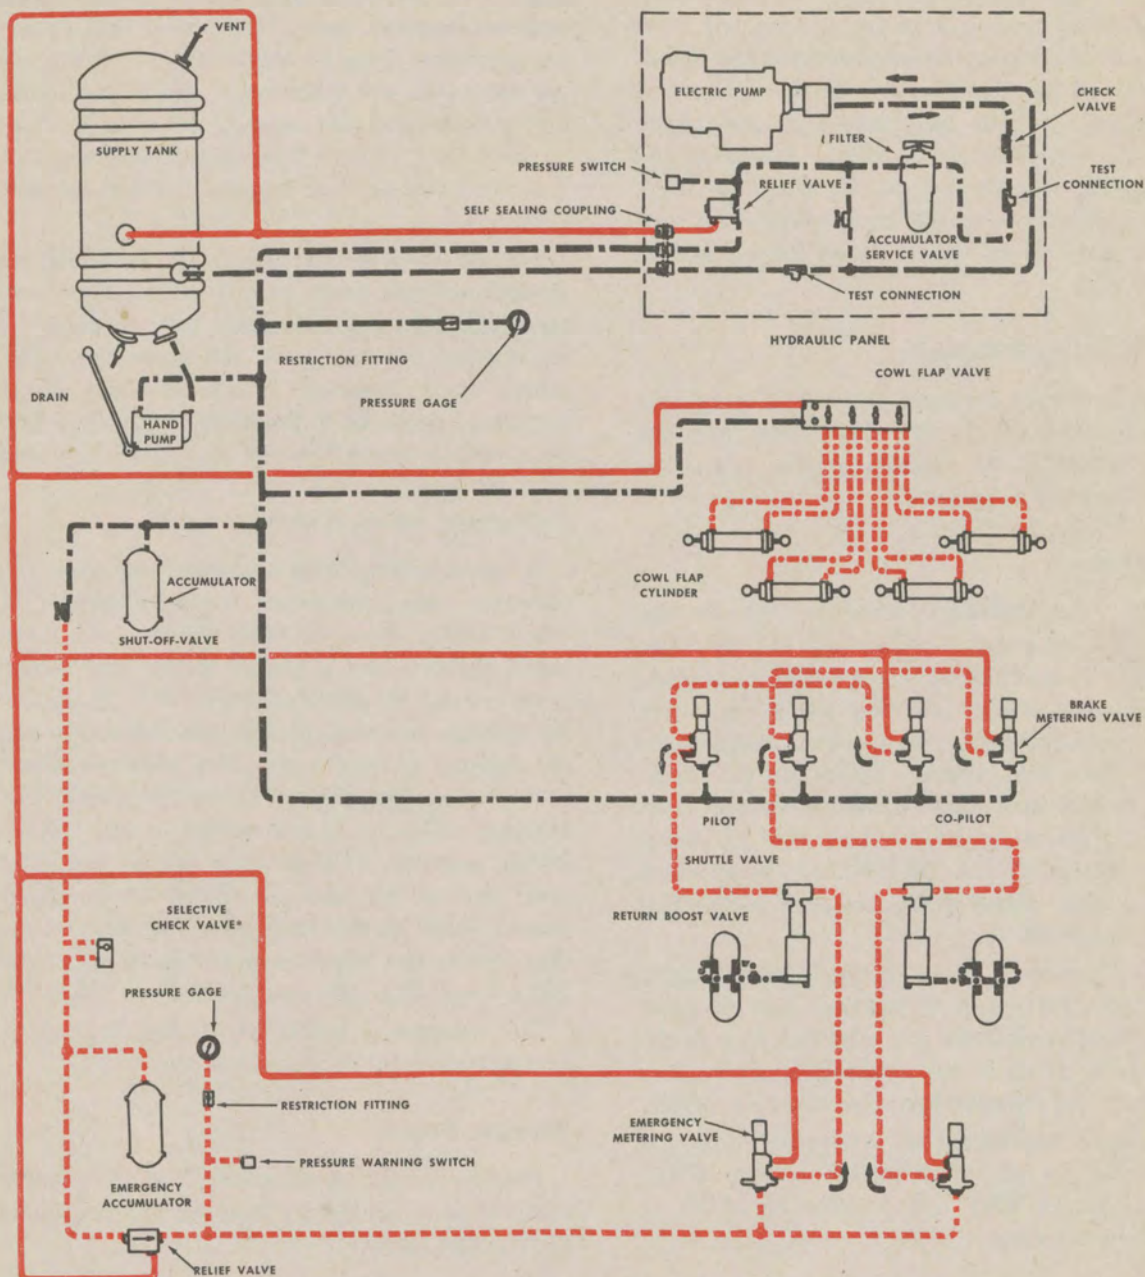 VENT
SUPPLY TANK
ELECTRIC PUMP
CHECK
VALVE
FILTER
PRESSURE SWITCH
RELIEF VALVE
TEST
CONNECTION
SELF SEALING COUPLING
ACCUMULATOR
SERVICE VALVE
TEST CONNECTION
HYDRAULIC PANEL
RESTRICTION FITTING
COWL FLAP VALVE
DRAIN
PRESSURE GAGE
HAND
PUMP
ACCUMULATOR
COWL FLAP
CYLINDER
SHUT-OFF-VALVE
BRAKE
METERING VALVE
PILOT
CO-PILOT
SHUTTLE VALVE
SELECTIVE
CHECK VALVE*
RETURN BOOST VALVE
PRESSURE GAGE
RESTRICTION FITTING
EMERGENCY
METERING VALVE
PRESSURE WARNING SWITCH
EMERGENCY
ACCUMULATOR
RELIEF VALVE